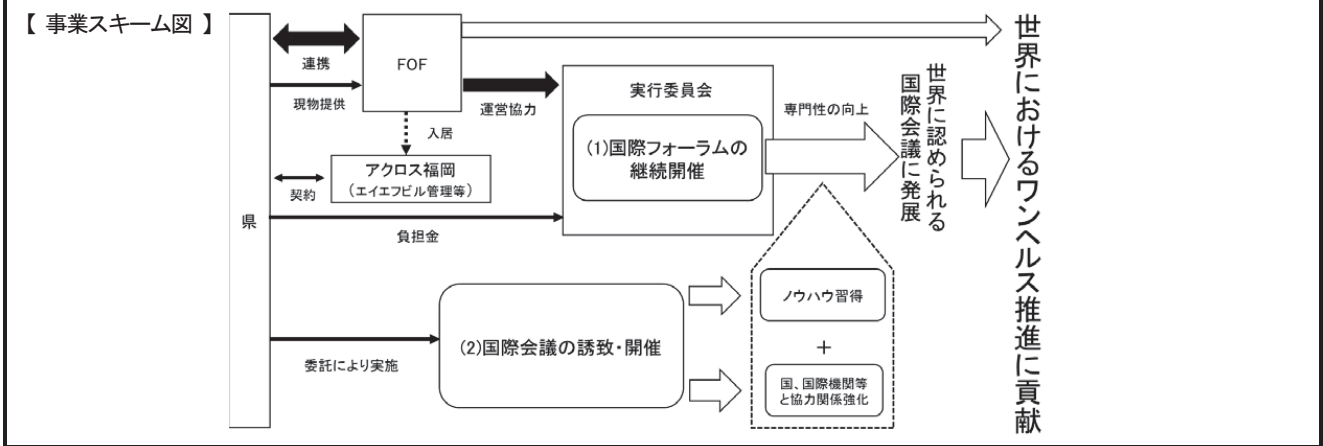 【 事業スキーム図 】
県
連携
現物提供
FOF
入居
アクロス福岡
(エイエフビル管理等)
契約
運営協力
負担金
実行委員会
(1)国際フォーラムの
継続開催
専門性の向上
世界に認められる
国際会議に発展
世界におけるワンヘルス推進に貢献
委託により実施
(2)国際会議の誘致・開催
ノウハウ習得
+
国、国際機関等
と協力関係強化